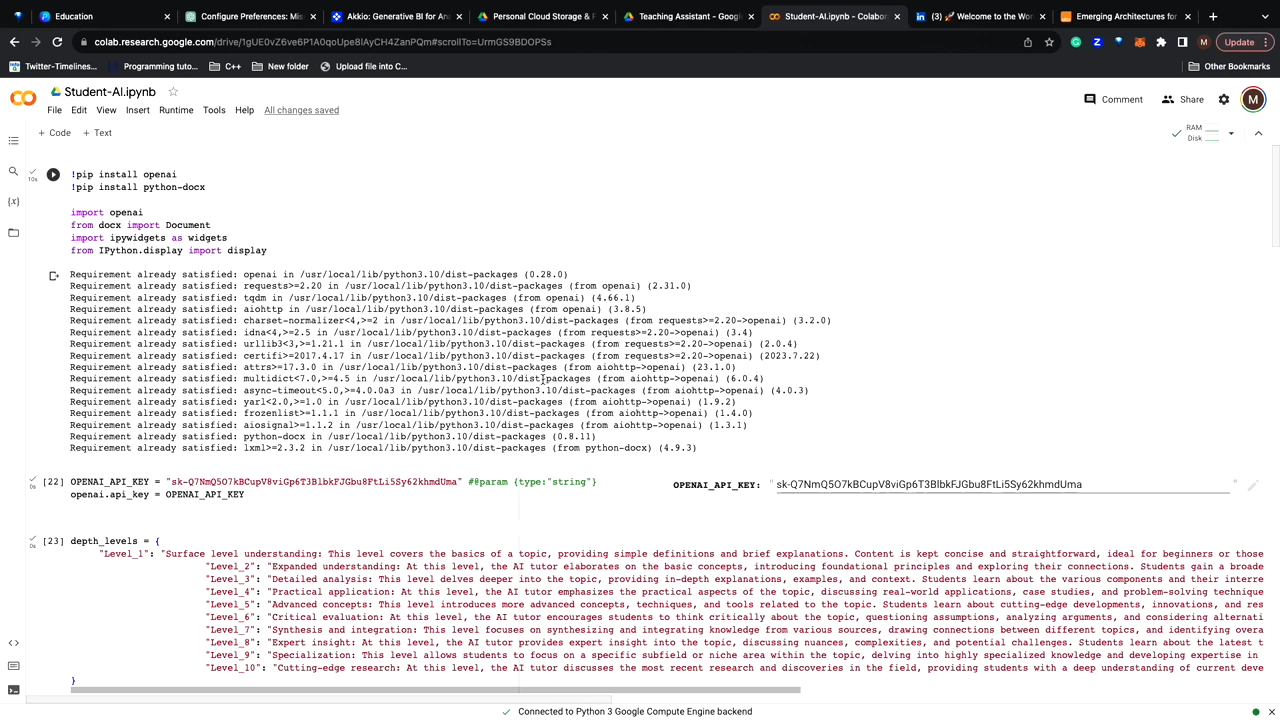 Education
Configure Preferences: Mis
Akkio: Generative BI for An
Personal Cloud Storage & F
Teaching Assistant - Google
Student-AI.ipynb - Colabora
(3) 🚀 Welcome to the Wor
Emerging Architectures for
colab.research.google.com/drive/1gUE0vZ6ve6P1A0qoUpe8IAyCH4ZanPQm#scrollTo=UrmGS9BDOPSs
Update
Twitter-Timelines...
Programming tuto...
C++
New folder
Upload file into C...
Other Bookmarks
Student-AI.ipynb
File Edit View Insert Runtime Tools Help All changes saved
Comment
Share
M
+ Code + Text
RAM
Disk
10s
!pip install openai
!pip install python-docx
import openai
from docx import Document
import ipywidgets as widgets
from IPython.display import display
Requirement already satisfied: openai in /usr/local/lib/python3.10/dist-packages (0.28.0)
Requirement already satisfied: requests>=2.20 in /usr/local/lib/python3.10/dist-packages (from openai) (2.31.0)
Requirement already satisfied: tqdm in /usr/local/lib/python3.10/dist-packages (from openai) (4.66.1)
Requirement already satisfied: aiohttp in /usr/local/lib/python3.10/dist-packages (from openai) (3.8.5)
Requirement already satisfied: charset-normalizer<4,>=2 in /usr/local/lib/python3.10/dist-packages (from requests>=2.20->openai) (3.2.0)
Requirement already satisfied: idna<4,>=2.5 in /usr/local/lib/python3.10/dist-packages (from requests>=2.20->openai) (3.4)
Requirement already satisfied: urllib3<3,>=1.21.1 in /usr/local/lib/python3.10/dist-packages (from requests>=2.20->openai) (2.0.4)
Requirement already satisfied: certifi>=2017.4.17 in /usr/local/lib/python3.10/dist-packages (from requests>=2.20->openai) (2023.7.22)
Requirement already satisfied: attrs>=17.3.0 in /usr/local/lib/python3.10/dist-packages (from aiohttp->openai) (23.1.0)
Requirement already satisfied: multidict<7.0,>=4.5 in /usr/local/lib/python3.10/dist-packages (from aiohttp->openai) (6.0.4)
Requirement already satisfied: async-timeout<5.0,>=4.0.0a3 in /usr/local/lib/python3.10/dist-packages (from aiohttp->openai) (4.0.3)
Requirement already satisfied: yarl<2.0,>=1.0 in /usr/local/lib/python3.10/dist-packages (from aiohttp->openai) (1.9.2)
Requirement already satisfied: frozenlist>=1.1.1 in /usr/local/lib/python3.10/dist-packages (from aiohttp->openai) (1.4.0)
Requirement already satisfied: aiosignal>=1.1.2 in /usr/local/lib/python3.10/dist-packages (from aiohttp->openai) (1.3.1)
Requirement already satisfied: python-docx in /usr/local/lib/python3.10/dist-packages (0.8.11)
Requirement already satisfied: lxml>=2.3.2 in /usr/local/lib/python3.10/dist-packages (from python-docx) (4.9.3)
[22] OPENAI_API_KEY = "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" #@param {type:"string"}
0s
openai.api_key = OPENAI_API_KEY
OPENAI_API_KEY: "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"
[23] depth_levels = {
0s
"Level_1": "Surface level understanding: This level covers the basics of a topic, providing simple definitions and brief explanations. Content is kept concise and straightforward, ideal for beginners or those
"Level_2": "Expanded understanding: At this level, the AI tutor elaborates on the basic concepts, introducing foundational principles and exploring their connections. Students gain a broade
"Level_3": "Detailed analysis: This level delves deeper into the topic, providing in-depth explanations, examples, and context. Students learn about the various components and their interre
"Level_4": "Practical application: At this level, the AI tutor emphasizes the practical aspects of the topic, discussing real-world applications, case studies, and problem-solving technique
"Level_5": "Advanced concepts: This level introduces more advanced concepts, techniques, and tools related to the topic. Students learn about cutting-edge developments, innovations, and res
"Level_6": "Critical evaluation: At this level, the AI tutor encourages students to think critically about the topic, questioning assumptions, analyzing arguments, and considering alternati
"Level_7": "Synthesis and integration: This level focuses on synthesizing and integrating knowledge from various sources, drawing connections between different topics, and identifying overa
"Level_8": "Expert insight: At this level, the AI tutor provides expert insight into the topic, discussing nuances, complexities, and potential challenges. Students learn about the latest t
"Level_9": "Specialization: This level allows students to focus on a specific subfield or niche area within the topic, delving into highly specialized knowledge and developing expertise in
"Level_10": "Cutting-edge research: At this level, the AI tutor discusses the most recent research and discoveries in the field, providing students with a deep understanding of current deve
}
Connected to Python 3 Google Compute Engine backend